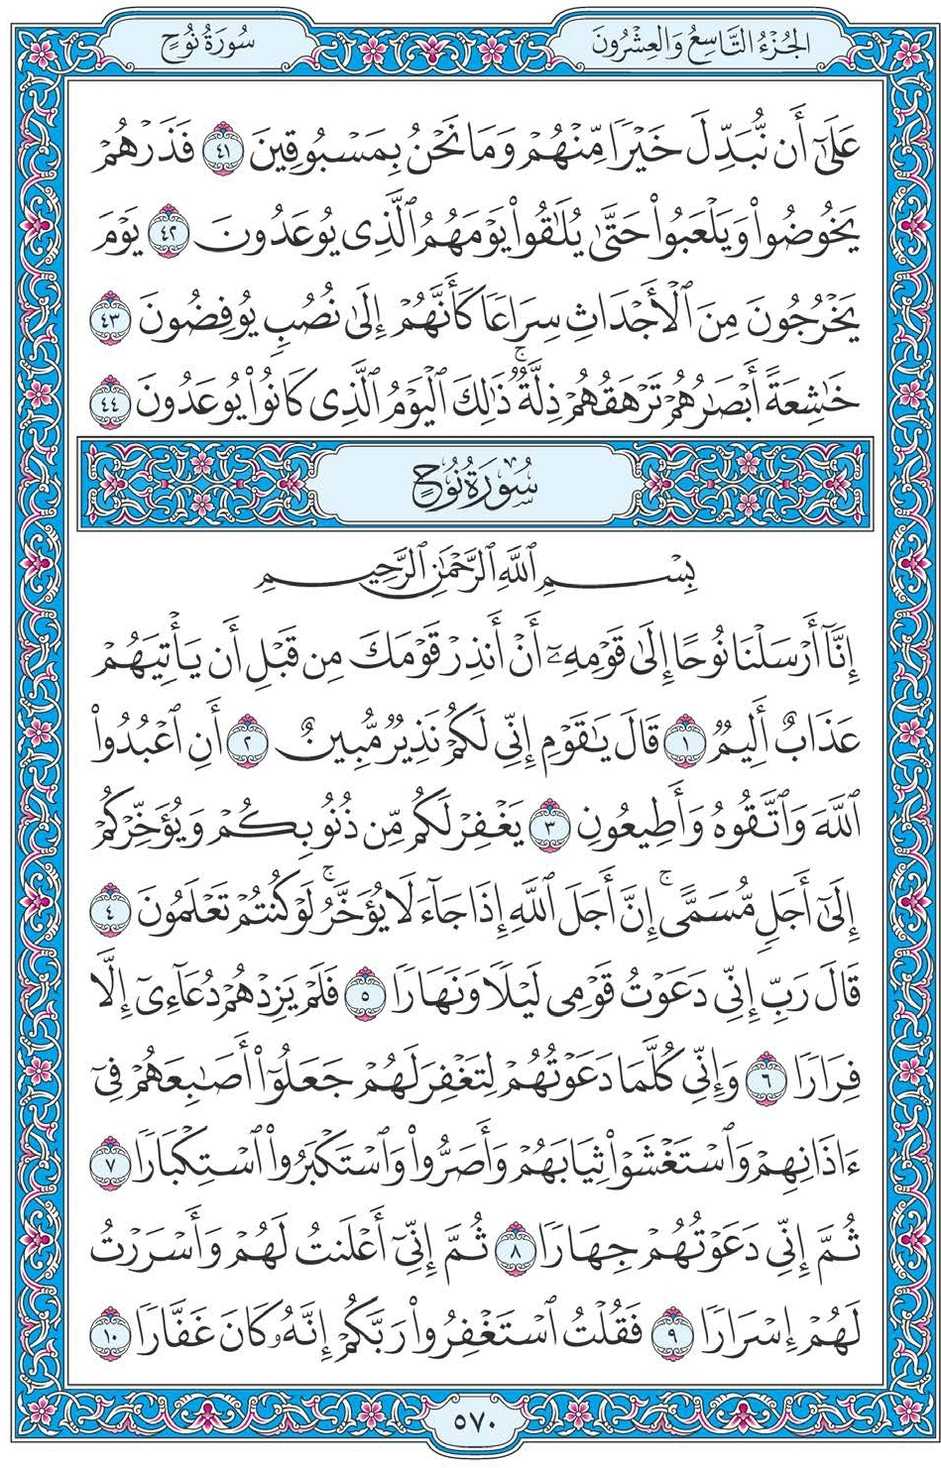 الجُزْءُ التَّاسِعُ وَالعِشْرُونَ
سُورَةُ نُوحٍ
عَلَىٰٓ أَن نُّبَدِّلَ خَيْرًا مِّنْهُمْ وَمَا نَحْنُ بِمَسْبُوقِينَ ٤١ فَذَرْهُمْ
يَخُوضُوا۟ وَيَلْعَبُوا۟ حَتَّىٰ يُلَٰقُوا۟ يَوْمَهُمُ ٱلَّذِى يُوعَدُونَ ٤٢ يَوْمَ
يَخْرُجُونَ مِنَ ٱلْأَجْدَاثِ سِرَاعًا كَأَنَّهُمْ إِلَىٰ نُصُبٍ يُوفِضُونَ ٤٣
خَٰشِعَةً أَبْصَٰرُهُمْ تَرْهَقُهُمْ ذِلَّةٌ ۚ ذَٰلِكَ ٱلْيَوْمُ ٱلَّذِى كَانُوا۟ يُوعَدُونَ ٤٤
سُورَةُ نُوحٍ
بِسْمِ ٱللَّهِ ٱلرَّحْمَٰنِ ٱلرَّحِيمِ
إِنَّآ أَرْسَلْنَا نُوحًا إِلَىٰ قَوْمِهِۦٓ أَنْ أَنذِرْ قَوْمَكَ مِن قَبْلِ أَن يَأْتِيَهُمْ
عَذَابٌ أَلِيمٌ ١ قَالَ يَٰقَوْمِ إِنِّى لَكُمْ نَذِيرٌ مُّبِينٌ ٢ أَنِ ٱعْبُدُوا۟
ٱللَّهَ وَٱتَّقُوهُ وَأَطِيعُونِ ٣ يَغْفِرْ لَكُم مِّن ذُنُوبِكُمْ وَيُؤَخِّرْكُمْ
إِلَىٰٓ أَجَلٍ مُّسَمًّى ۚ إِنَّ أَجَلَ ٱللَّهِ إِذَا جَآءَ لَا يُؤَخَّرُ ۖ لَوْ كُنتُمْ تَعْلَمُونَ ٤
قَالَ رَبِّ إِنِّى دَعَوْتُ قَوْمِى لَيْلًا وَنَهَارًا ٥ فَلَمْ يَزِدْهُمْ دُعَآءِىٓ إِلَّا
فِرَارًا ٦ وَإِنِّى كُلَّمَا دَعَوْتُهُمْ لِتَغْفِرَ لَهُمْ جَعَلُوٓا۟ أَصَٰبِعَهُمْ فِىٓ
ءَاذَانِهِمْ وَٱسْتَغْشَوْا۟ ثِيَابَهُمْ وَأَصَرُّوا۟ وَٱسْتَكْبَرُوا۟ ٱسْتِكْبَارًا ٧
ثُمَّ إِنِّى دَعَوْتُهُمْ جِهَارًا ٨ ثُمَّ إِنِّىٓ أَعْلَنتُ لَهُمْ وَأَسْرَرْتُ
لَهُمْ إِسْرَارًا ٩ فَقُلْتُ ٱسْتَغْفِرُوا۟ رَبَّكُمْ إِنَّهُۥ كَانَ غَفَّارًا ١٠
٥٧٠